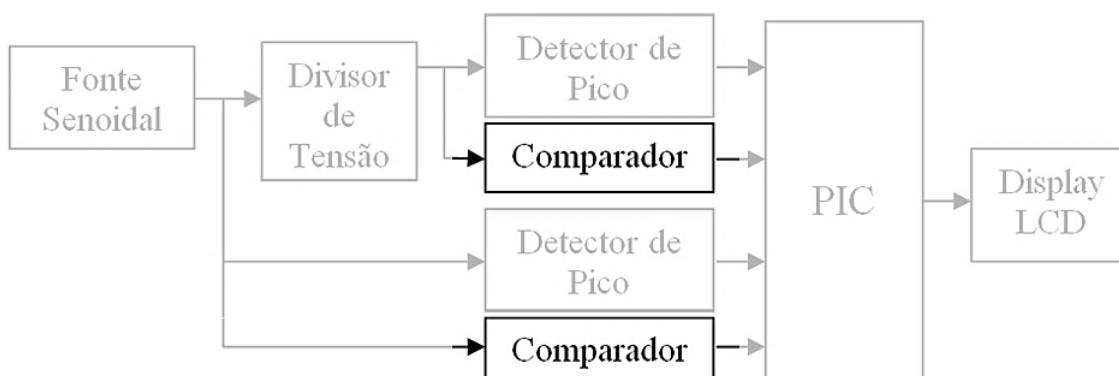 Fonte
Senoidal
Divisor
de
Tensão
Detector de
Pico
Comparador
Detector de
Pico
Comparador
PIC
Display
LCD